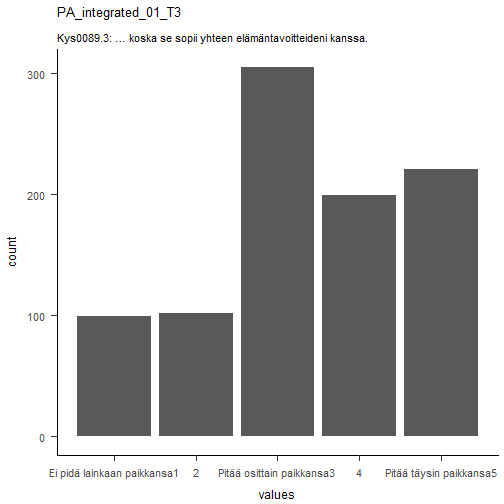 PA_integrated_01_T3
Kys0089.3: … koska se sopii yhteen elämäntavoitteideni kanssa.
300
200
100
0
count
Ei pidä lainkaan paikkansa1 2 Pitää osittain paikkansa3 4 Pitää täysin paikkansa5
values